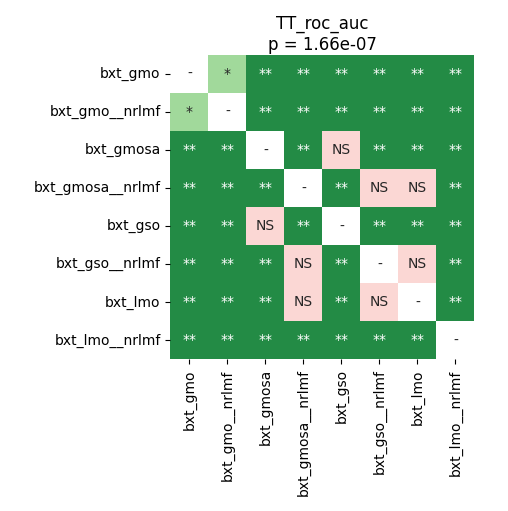 TT_roc_auc
p = 1.66e-07
bxt_gmo - * ** ** ** ** ** **
bxt_gmo__nrlmf * - ** ** ** ** ** **
bxt_gmosa ** ** - ** NS ** ** **
bxt_gmosa__nrlmf ** ** ** - ** NS NS **
bxt_gso ** ** NS ** - ** ** **
bxt_gso__nrlmf ** ** ** NS ** - NS **
bxt_lmo ** ** ** NS ** NS - **
bxt_lmo__nrlmf ** ** ** ** ** ** ** -
bxt_gmo
bxt_gmo__nrlmf
bxt_gmosa
bxt_gmosa__nrlmf
bxt_gso
bxt_gso__nrlmf
bxt_lmo
bxt_lmo__nrlmf